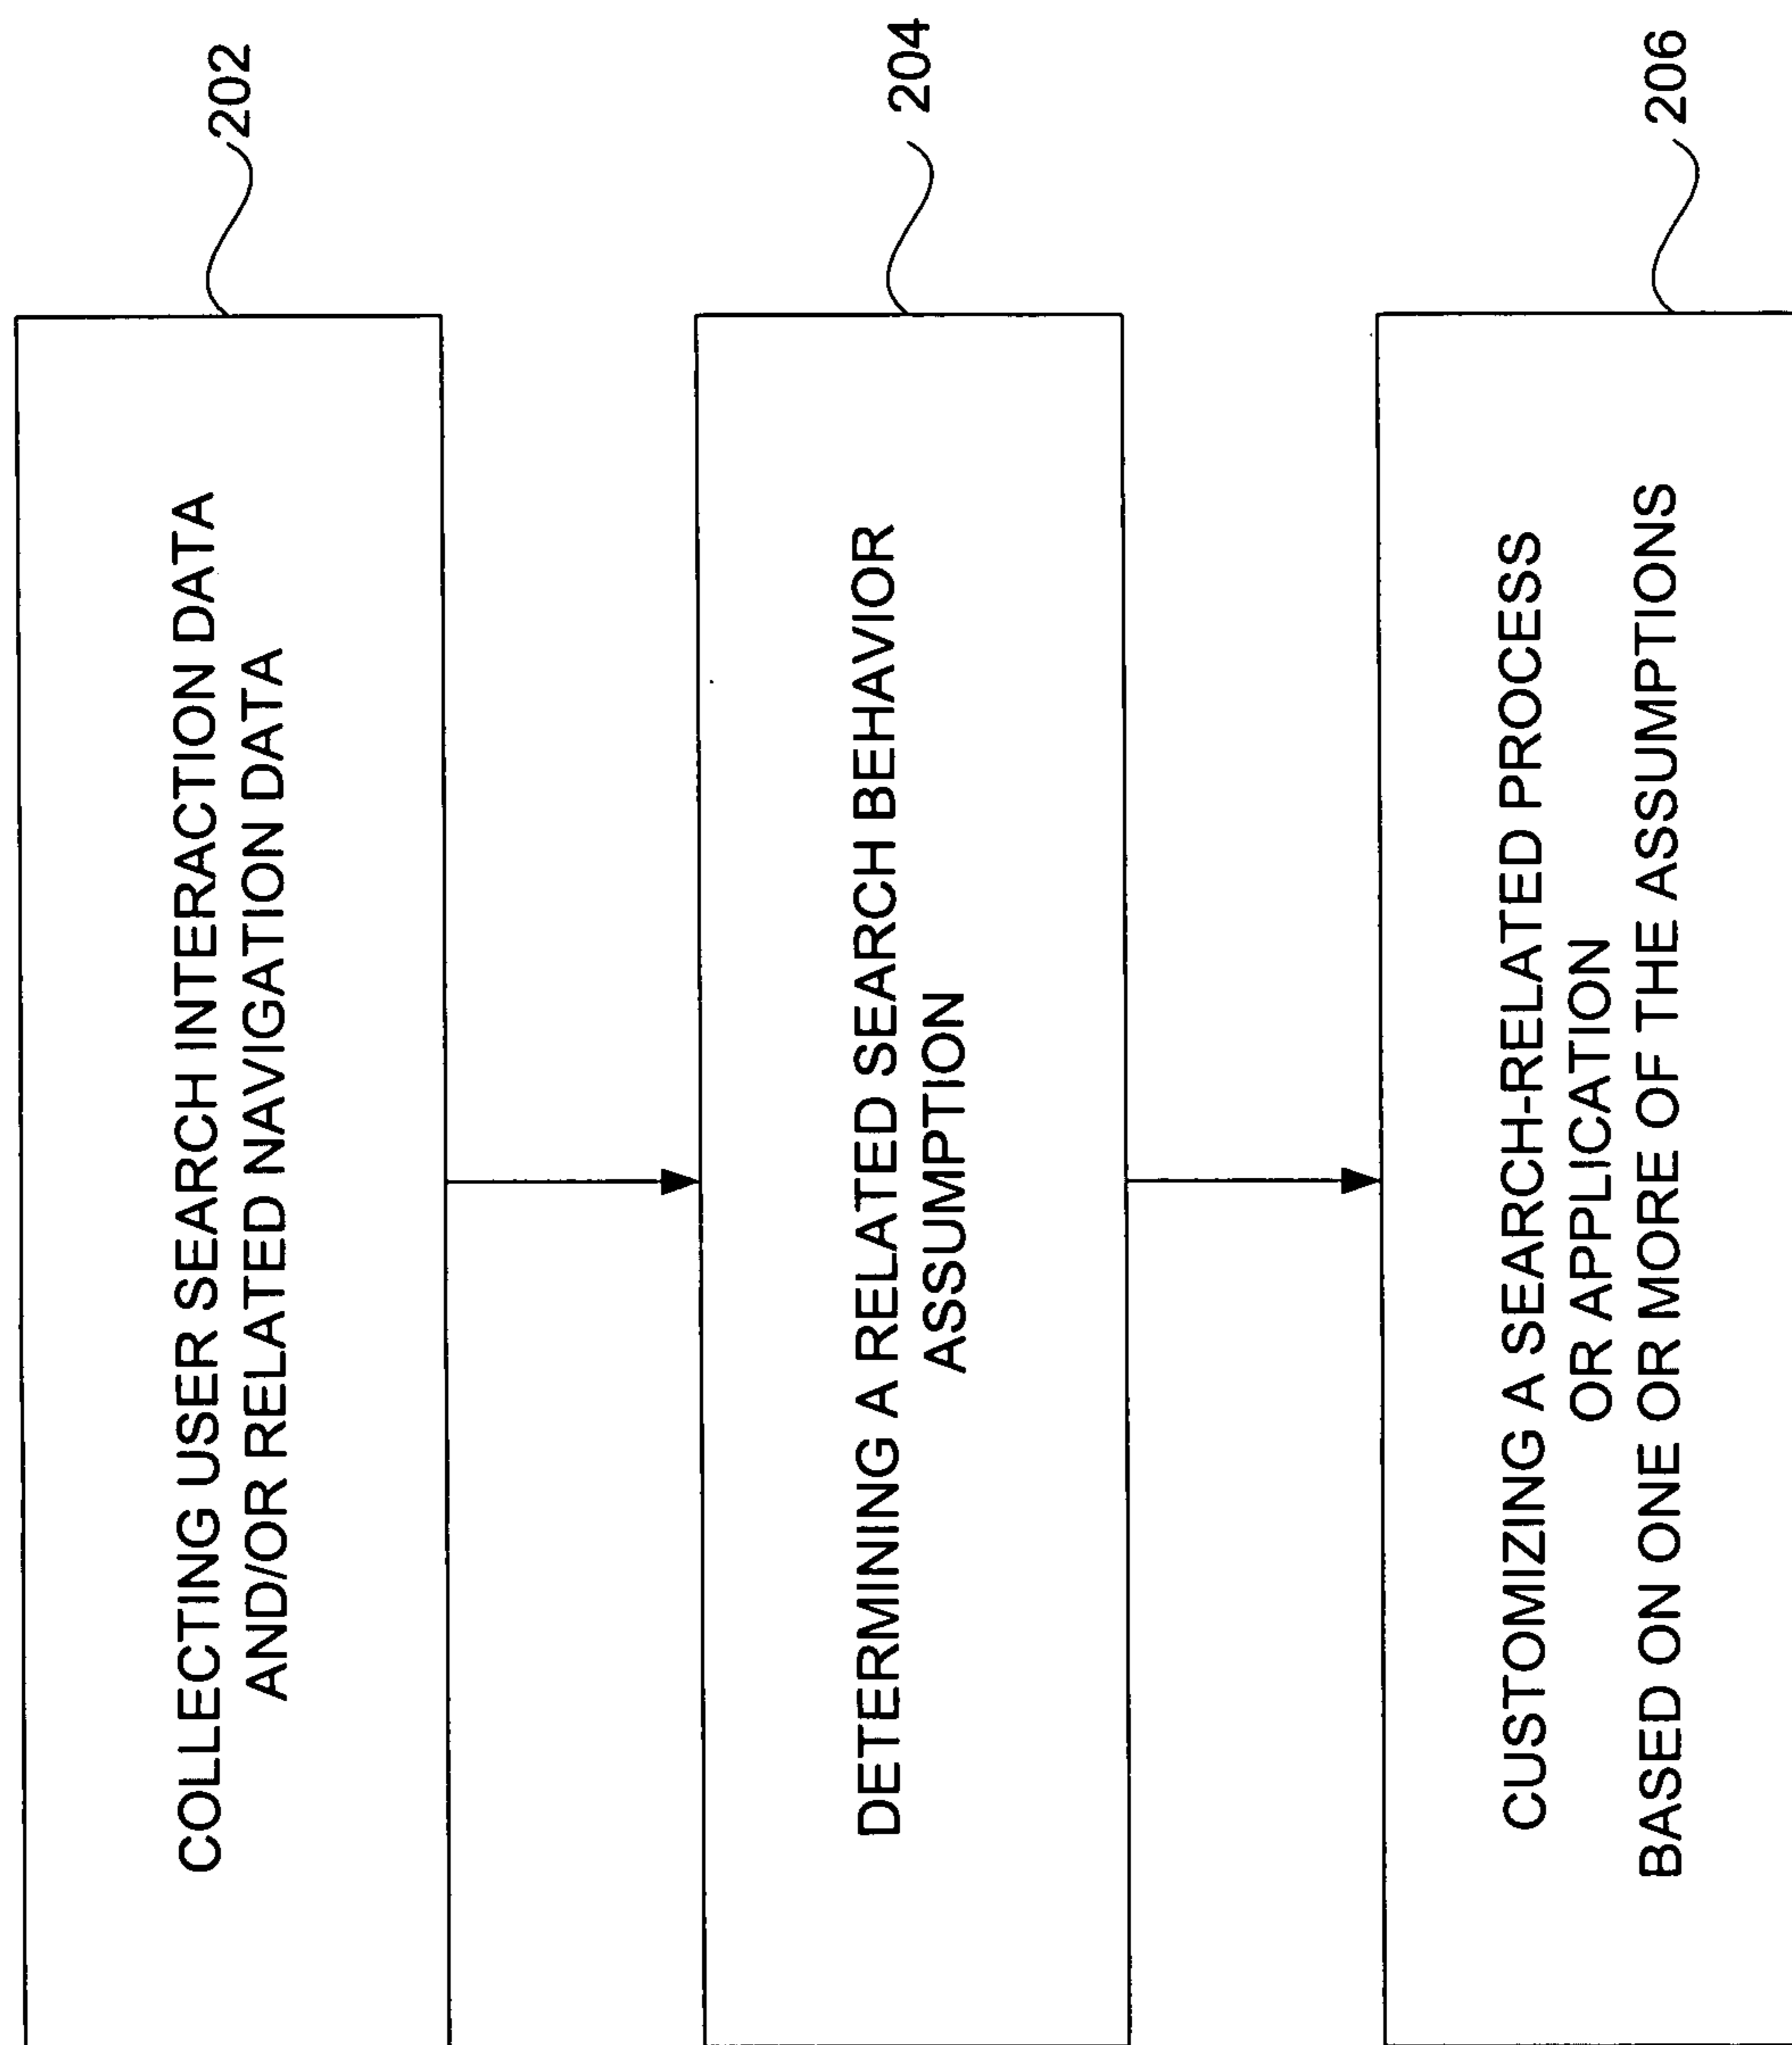 COLLECTING USER SEARCH INTERACTION DATA
AND/OR RELATED NAVIGATION DATA
202
DETERMINING A RELATED SEARCH BEHAVIOR
ASSUMPTION
204
CUSTOMIZING A SEARCH-RELATED PROCESS
OR APPLICATION
BASED ON ONE OR MORE OF THE ASSUMPTIONS
206